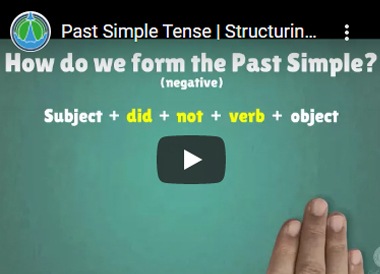 Past Simple Tense | Structurin...
How do we form the Past Simple?
(negative)
Subject + did + not + verb + object